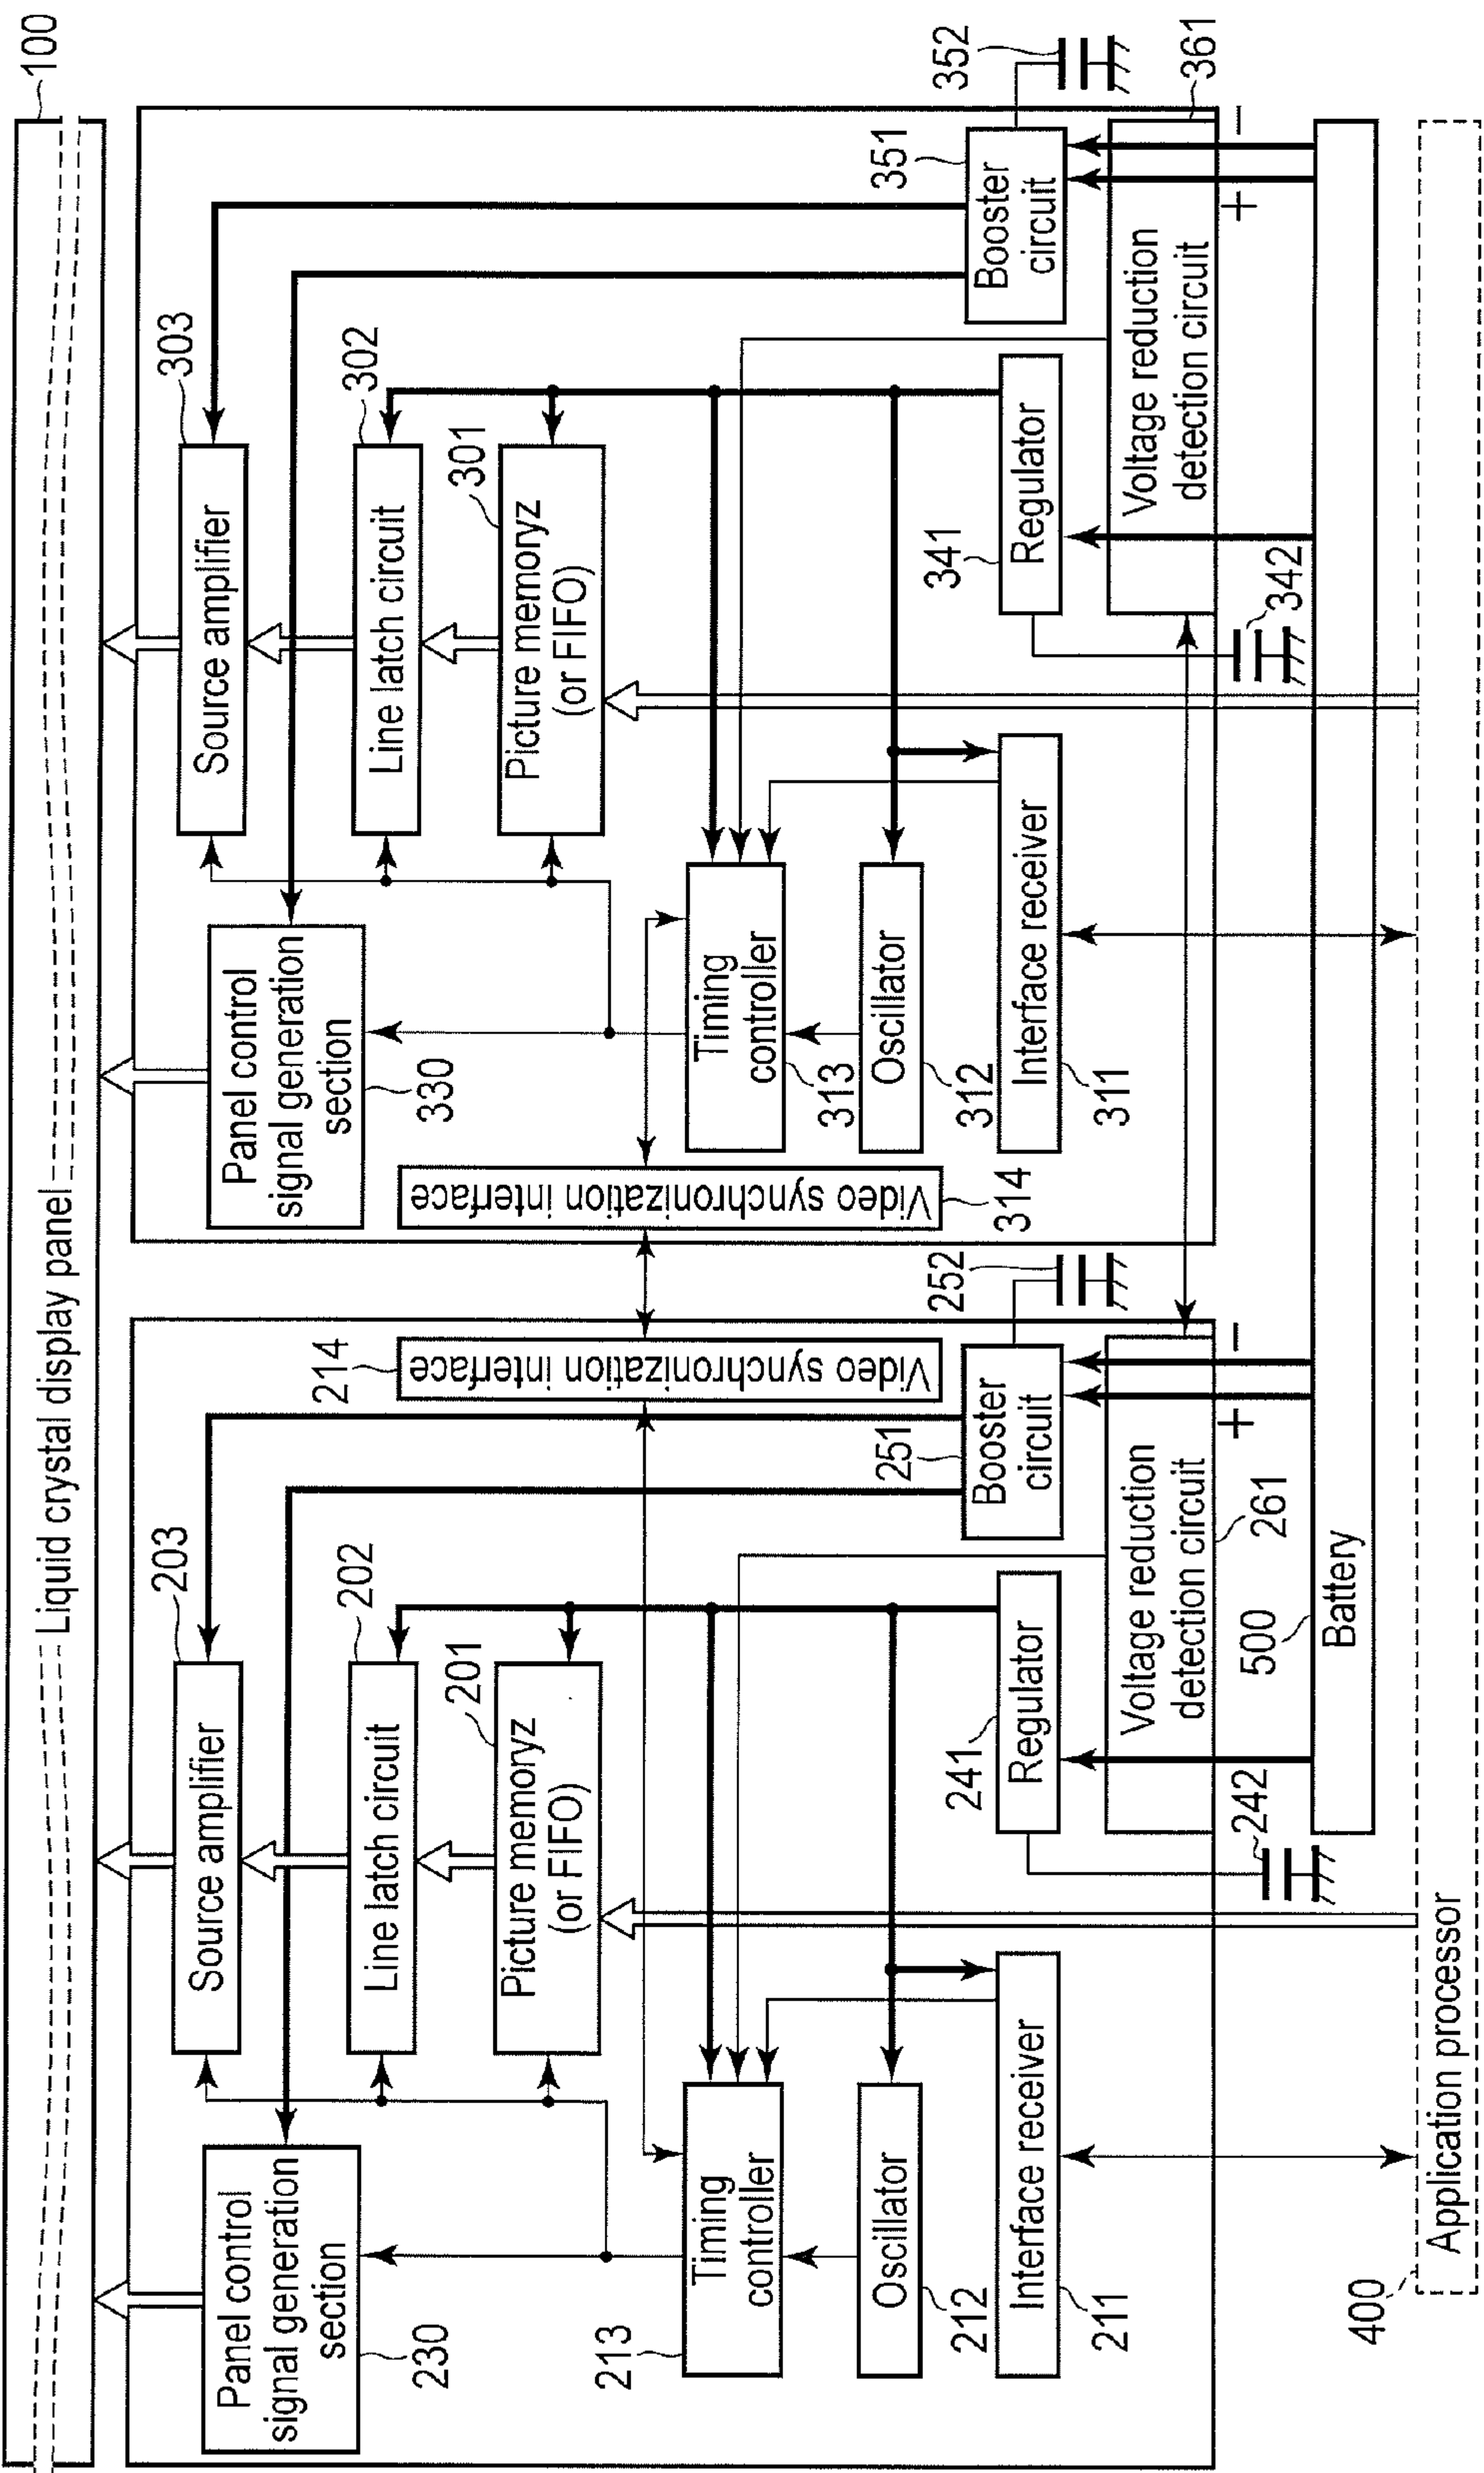 Liquid crystal display panel
100
Panel control
signal generation
section
230
Source amplifier
203
Line latch circuit
202
Picture memoryz
(or FIFO)
201
Video synchronization interface
214
Timing
controller
213
Oscillator
212
Interface receiver
211
Regulator
241
242
Booster
circuit
251
252
Voltage reduction
detection circuit
261
+
−
Panel control
signal generation
section
330
Source amplifier
303
Line latch circuit
302
Picture memoryz
(or FIFO)
301
Video synchronization interface
314
Timing
controller
313
Oscillator
312
Interface receiver
311
Regulator
341
342
Booster
circuit
351
352
Voltage reduction
detection circuit
361
+
−
500
Battery
400
Application processor